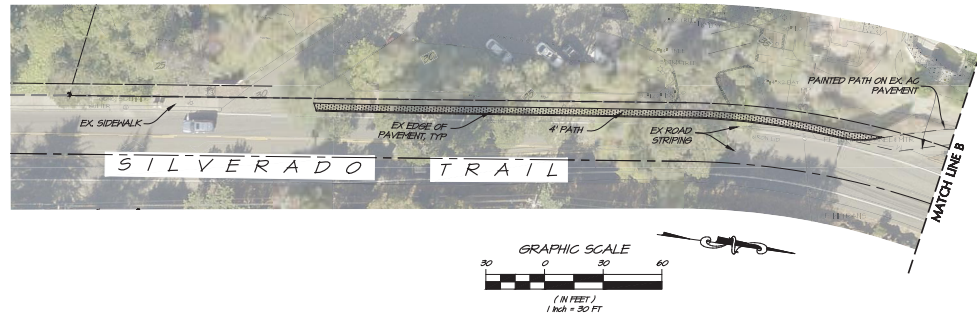 PAINTED PATH ON EX. AC
PAVEMENT
EX. SIDEWALK
EX EDGE OF
PAVEMENT, TYP
4' PATH
EX ROAD
STRIPING
SILVERADO TRAIL
MATCH LINE B
GRAPHIC SCALE
30 0 30 60
( IN FEET )
1 Inch = 30 FT